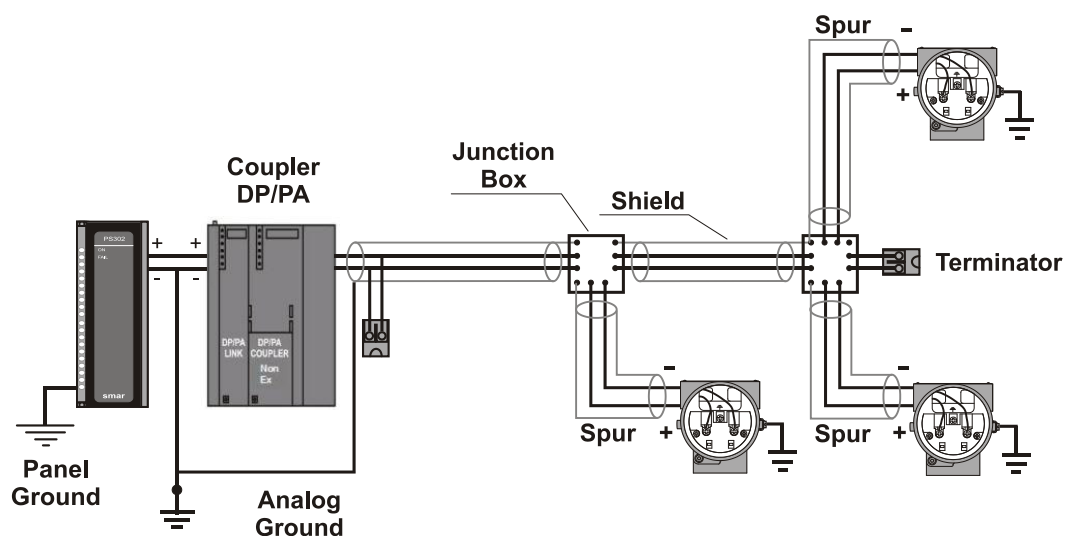 Spur -
+
Coupler
DP/PA
Junction
Box
Shield
PS302
ON
FAIL
+ +
- -
Terminator
DP/PA
LINK
DP/PA
COUPLER
Non
Ex
smar
-
Spur +
-
Spur +
Panel
Ground
Analog
Ground